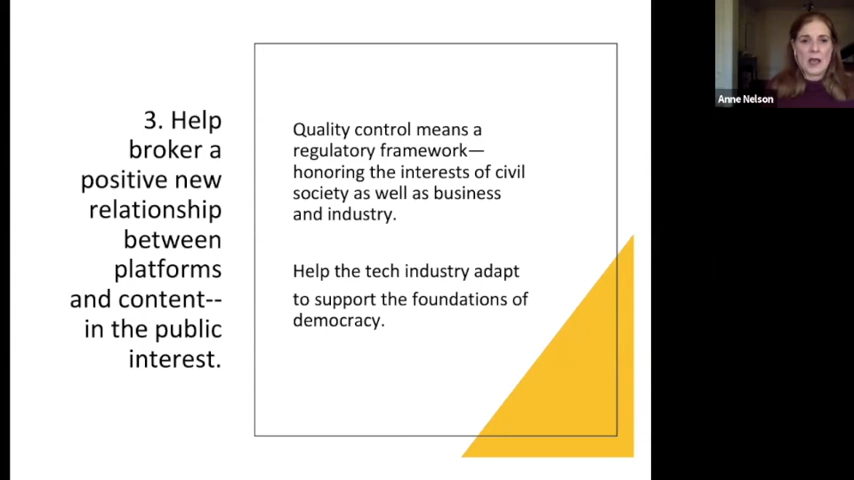 3. Help
broker a
positive new
relationship
between
platforms
and content--
in the public
interest.
Quality control means a
regulatory framework—
honoring the interests of civil
society as well as business
and industry.
Help the tech industry adapt
to support the foundations of
democracy.
Anne Nelson